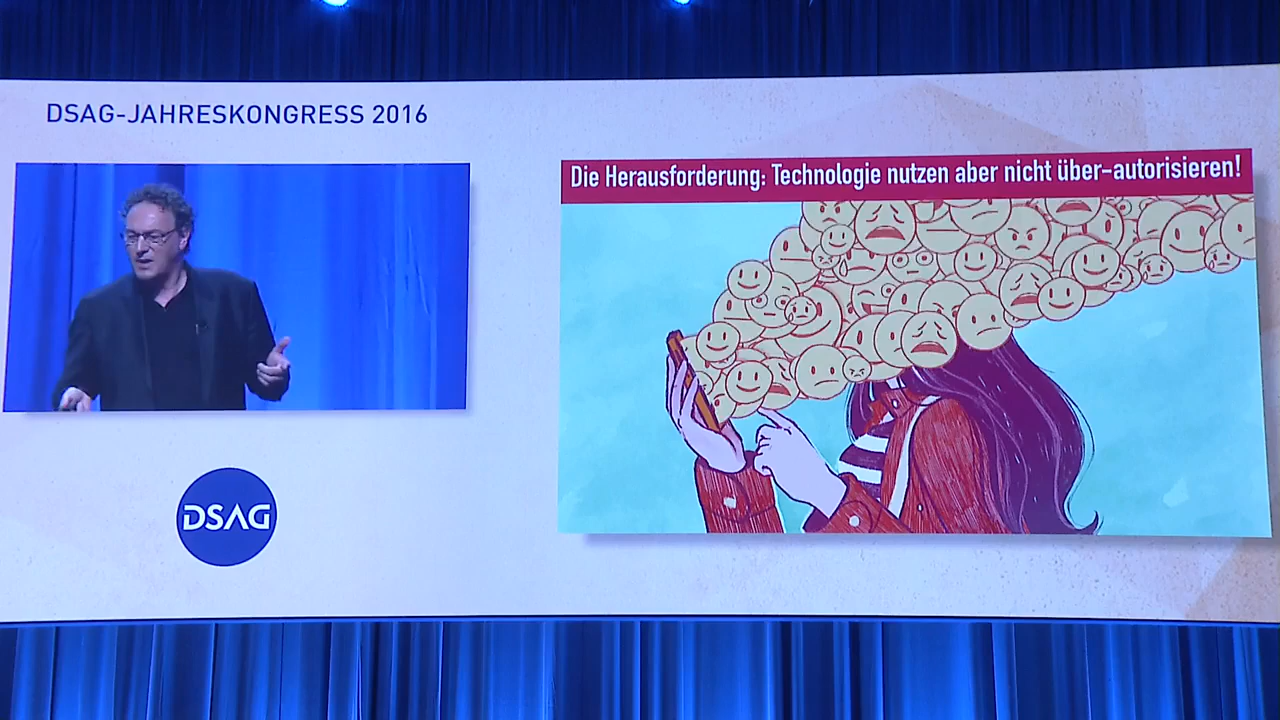 DSAG-JAHRESKONGRESS 2016
Die Herausforderung: Technologie nutzen aber nicht über-autorisieren!
DSAG